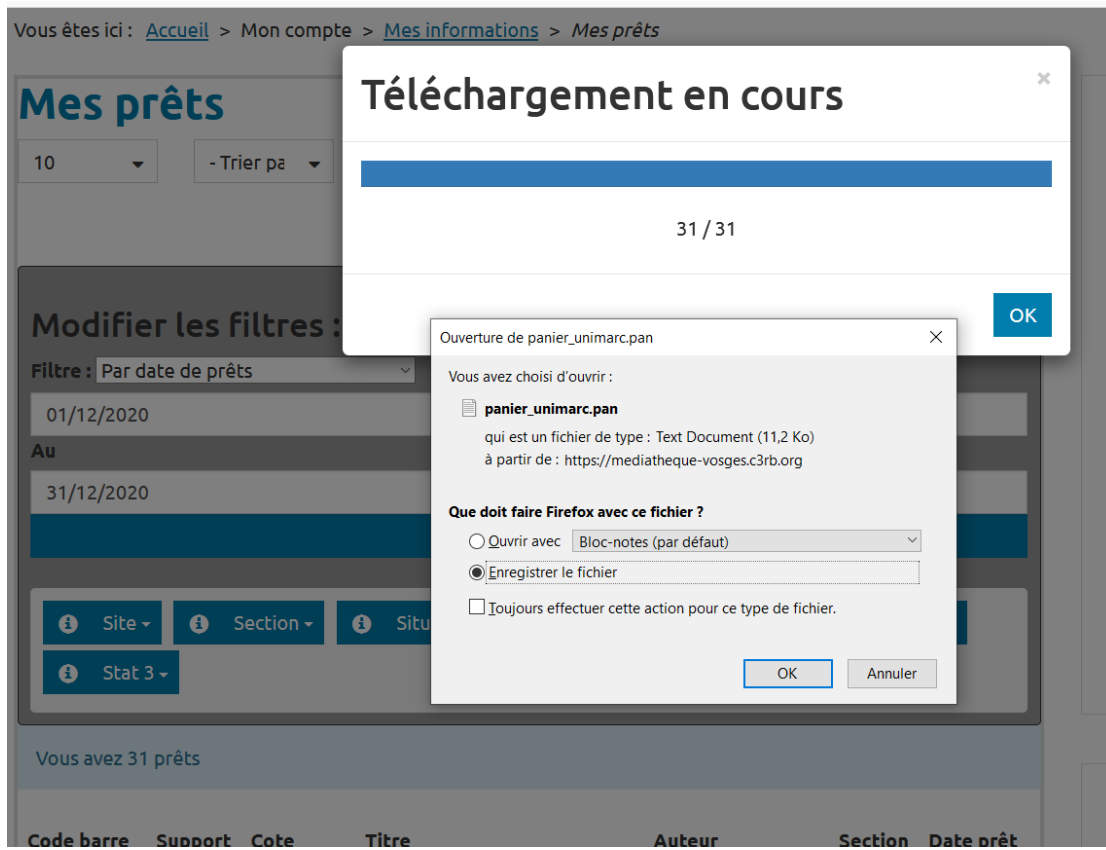 Vous êtes ici : Accueil > Mon compte > Mes informations > Mes prêts
Mes prêts
10
- Trier pa
Téléchargement en cours
×
31 / 31
OK
Modifier les filtres :
Filtre : Par date de prêts
01/12/2020
Au
31/12/2020
Site
Section
Situ
Stat 3
Ouverture de panier_unimarc.pan
Vous avez choisi d'ouvrir :
panier_unimarc.pan
qui est un fichier de type : Text Document (11,2 Ko)
à partir de : https://mediatheque-vosges.c3rb.org
Que doit faire Firefox avec ce fichier ?
Ouvrir avec Bloc-notes (par défaut)
Enregistrer le fichier
Toujours effectuer cette action pour ce type de fichier.
OK Annuler
Vous avez 31 prêts
Code barre Support Cote Titre Auteur Section Date prêt